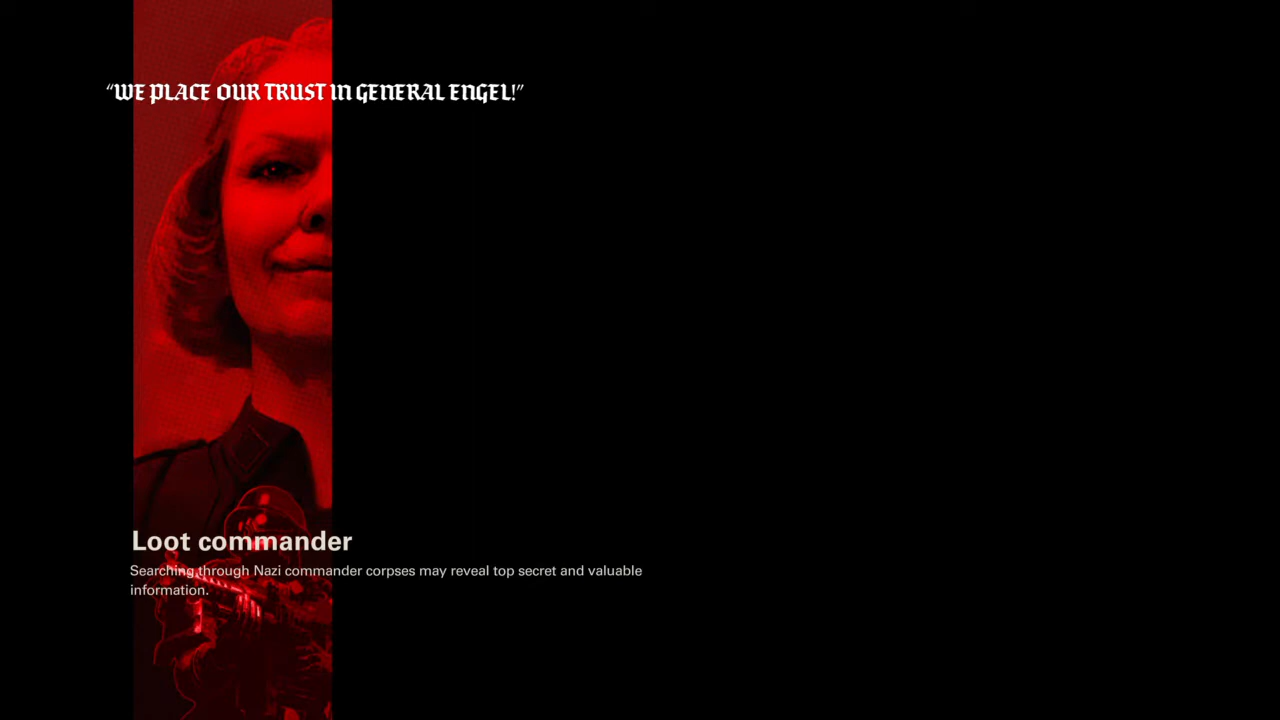 “WE PLACE OUR TRUST IN GENERAL ENGEL!”
Loot commander
Searching through Nazi commander corpses may reveal top secret and valuable
information.